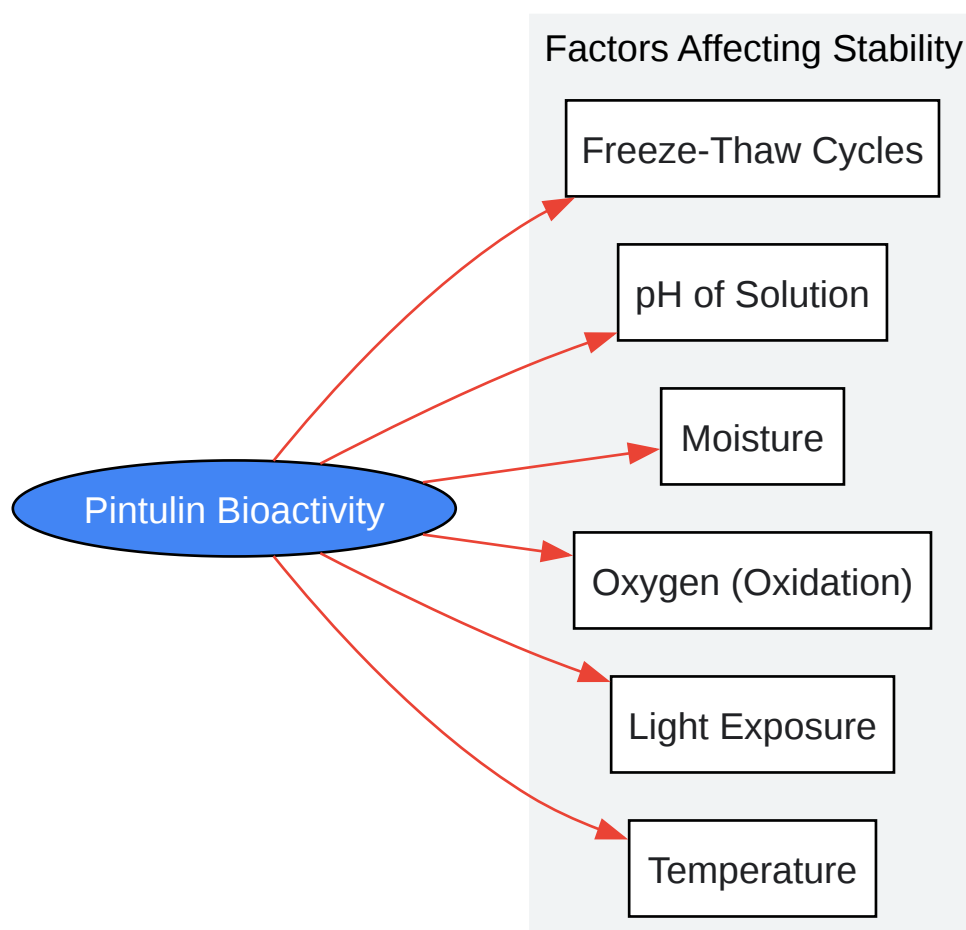 Factors Affecting Stability
Freeze-Thaw Cycles
pH of Solution
Moisture
Pintulin Bioactivity
Oxygen (Oxidation)
Light Exposure
Temperature